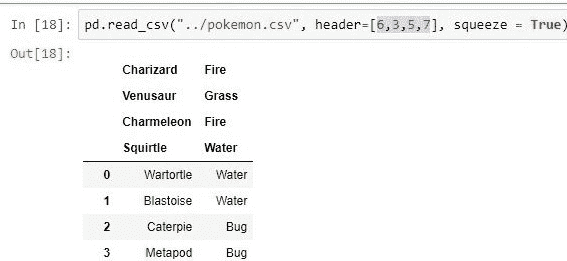 In [18]: pd.read_csv("../pokemon.csv", header=[6,3,5,7], squeeze = True)
Out[18]:
Charizard Fire
Venusaur Grass
Charmeleon Fire
Squirtle Water
0 Wartortle Water
1 Blastoise Water
2 Caterpie Bug
3 Metapod Bug